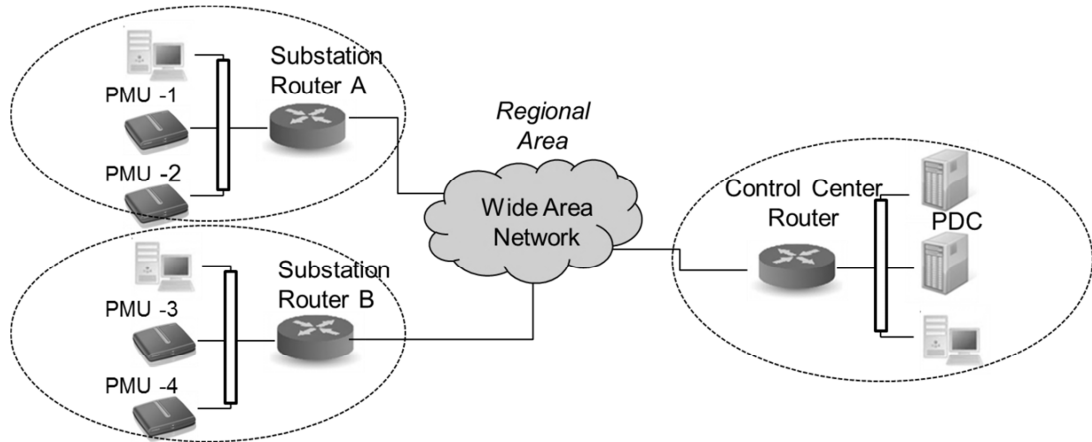 Substation
Router A
PMU -1
PMU -2
Regional
Area
Wide Area
Network
Control Center
Router
PDC
Substation
Router B
PMU -3
PMU -4